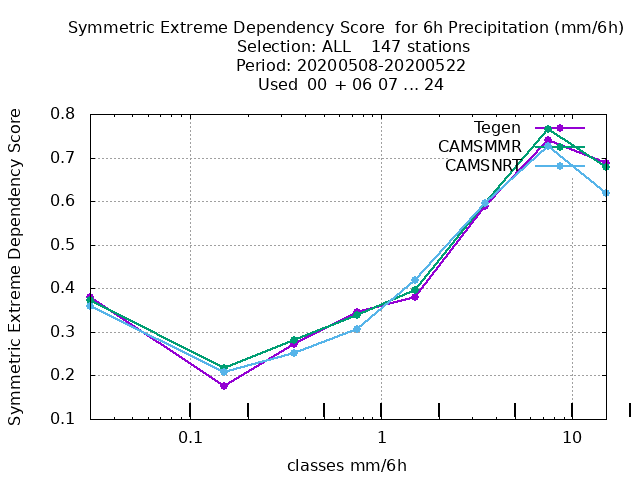 Symmetric Extreme Dependency Score  for 6h Precipitation (mm/6h)
Selection: ALL    147 stations
Period: 20200508-20200522
Used  00 + 06 07 ... 24
Symmetric Extreme Dependency Score
0.8
0.7
0.6
0.5
0.4
0.3
0.2
0.1
Tegen
CAMSMMR
CAMSNRT
0.1 1 10
classes mm/6h